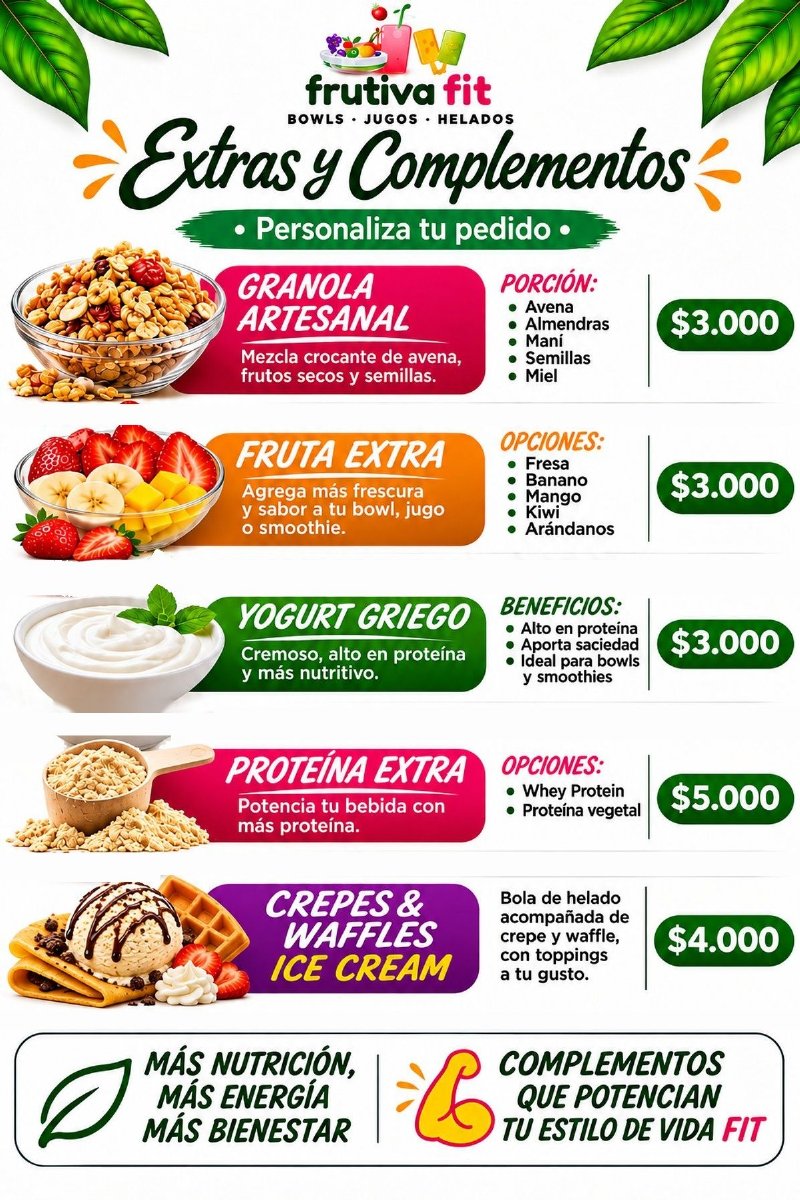 frutiva fit
BOWLS · JUGOS · HELADOS
Extras y Complementos
• Personaliza tu pedido •
GRANOLA
ARTESANAL
Mezcla crocante de avena,
frutos secos y semillas.
PORCIÓN:
• Avena
• Almendras
• Maní
• Semillas
• Miel
$3.000
FRUTA EXTRA
Agrega más frescura
y sabor a tu bowl, jugo
o smoothie.
OPCIONES:
• Fresa
• Banano
• Mango
• Kiwi
• Arándanos
$3.000
YOGURT GRIEGO
Cremoso, alto en proteína
y más nutritivo.
BENEFICIOS:
• Alto en proteína
• Aporta saciedad
• Ideal para bowls
y smoothies
$3.000
PROTEÍNA EXTRA
Potencia tu bebida con
más proteína.
OPCIONES:
• Whey Protein
• Proteína vegetal
$5.000
CREPES &
WAFFLES
ICE CREAM
Bola de helado
acompañada de
crepe y waffle,
con toppings
a tu gusto.
$4.000
MÁS NUTRICIÓN,
MÁS ENERGÍA
MÁS BIENESTAR
COMPLEMENTOS
QUE POTENCIAN
TU ESTILO DE VIDA FIT